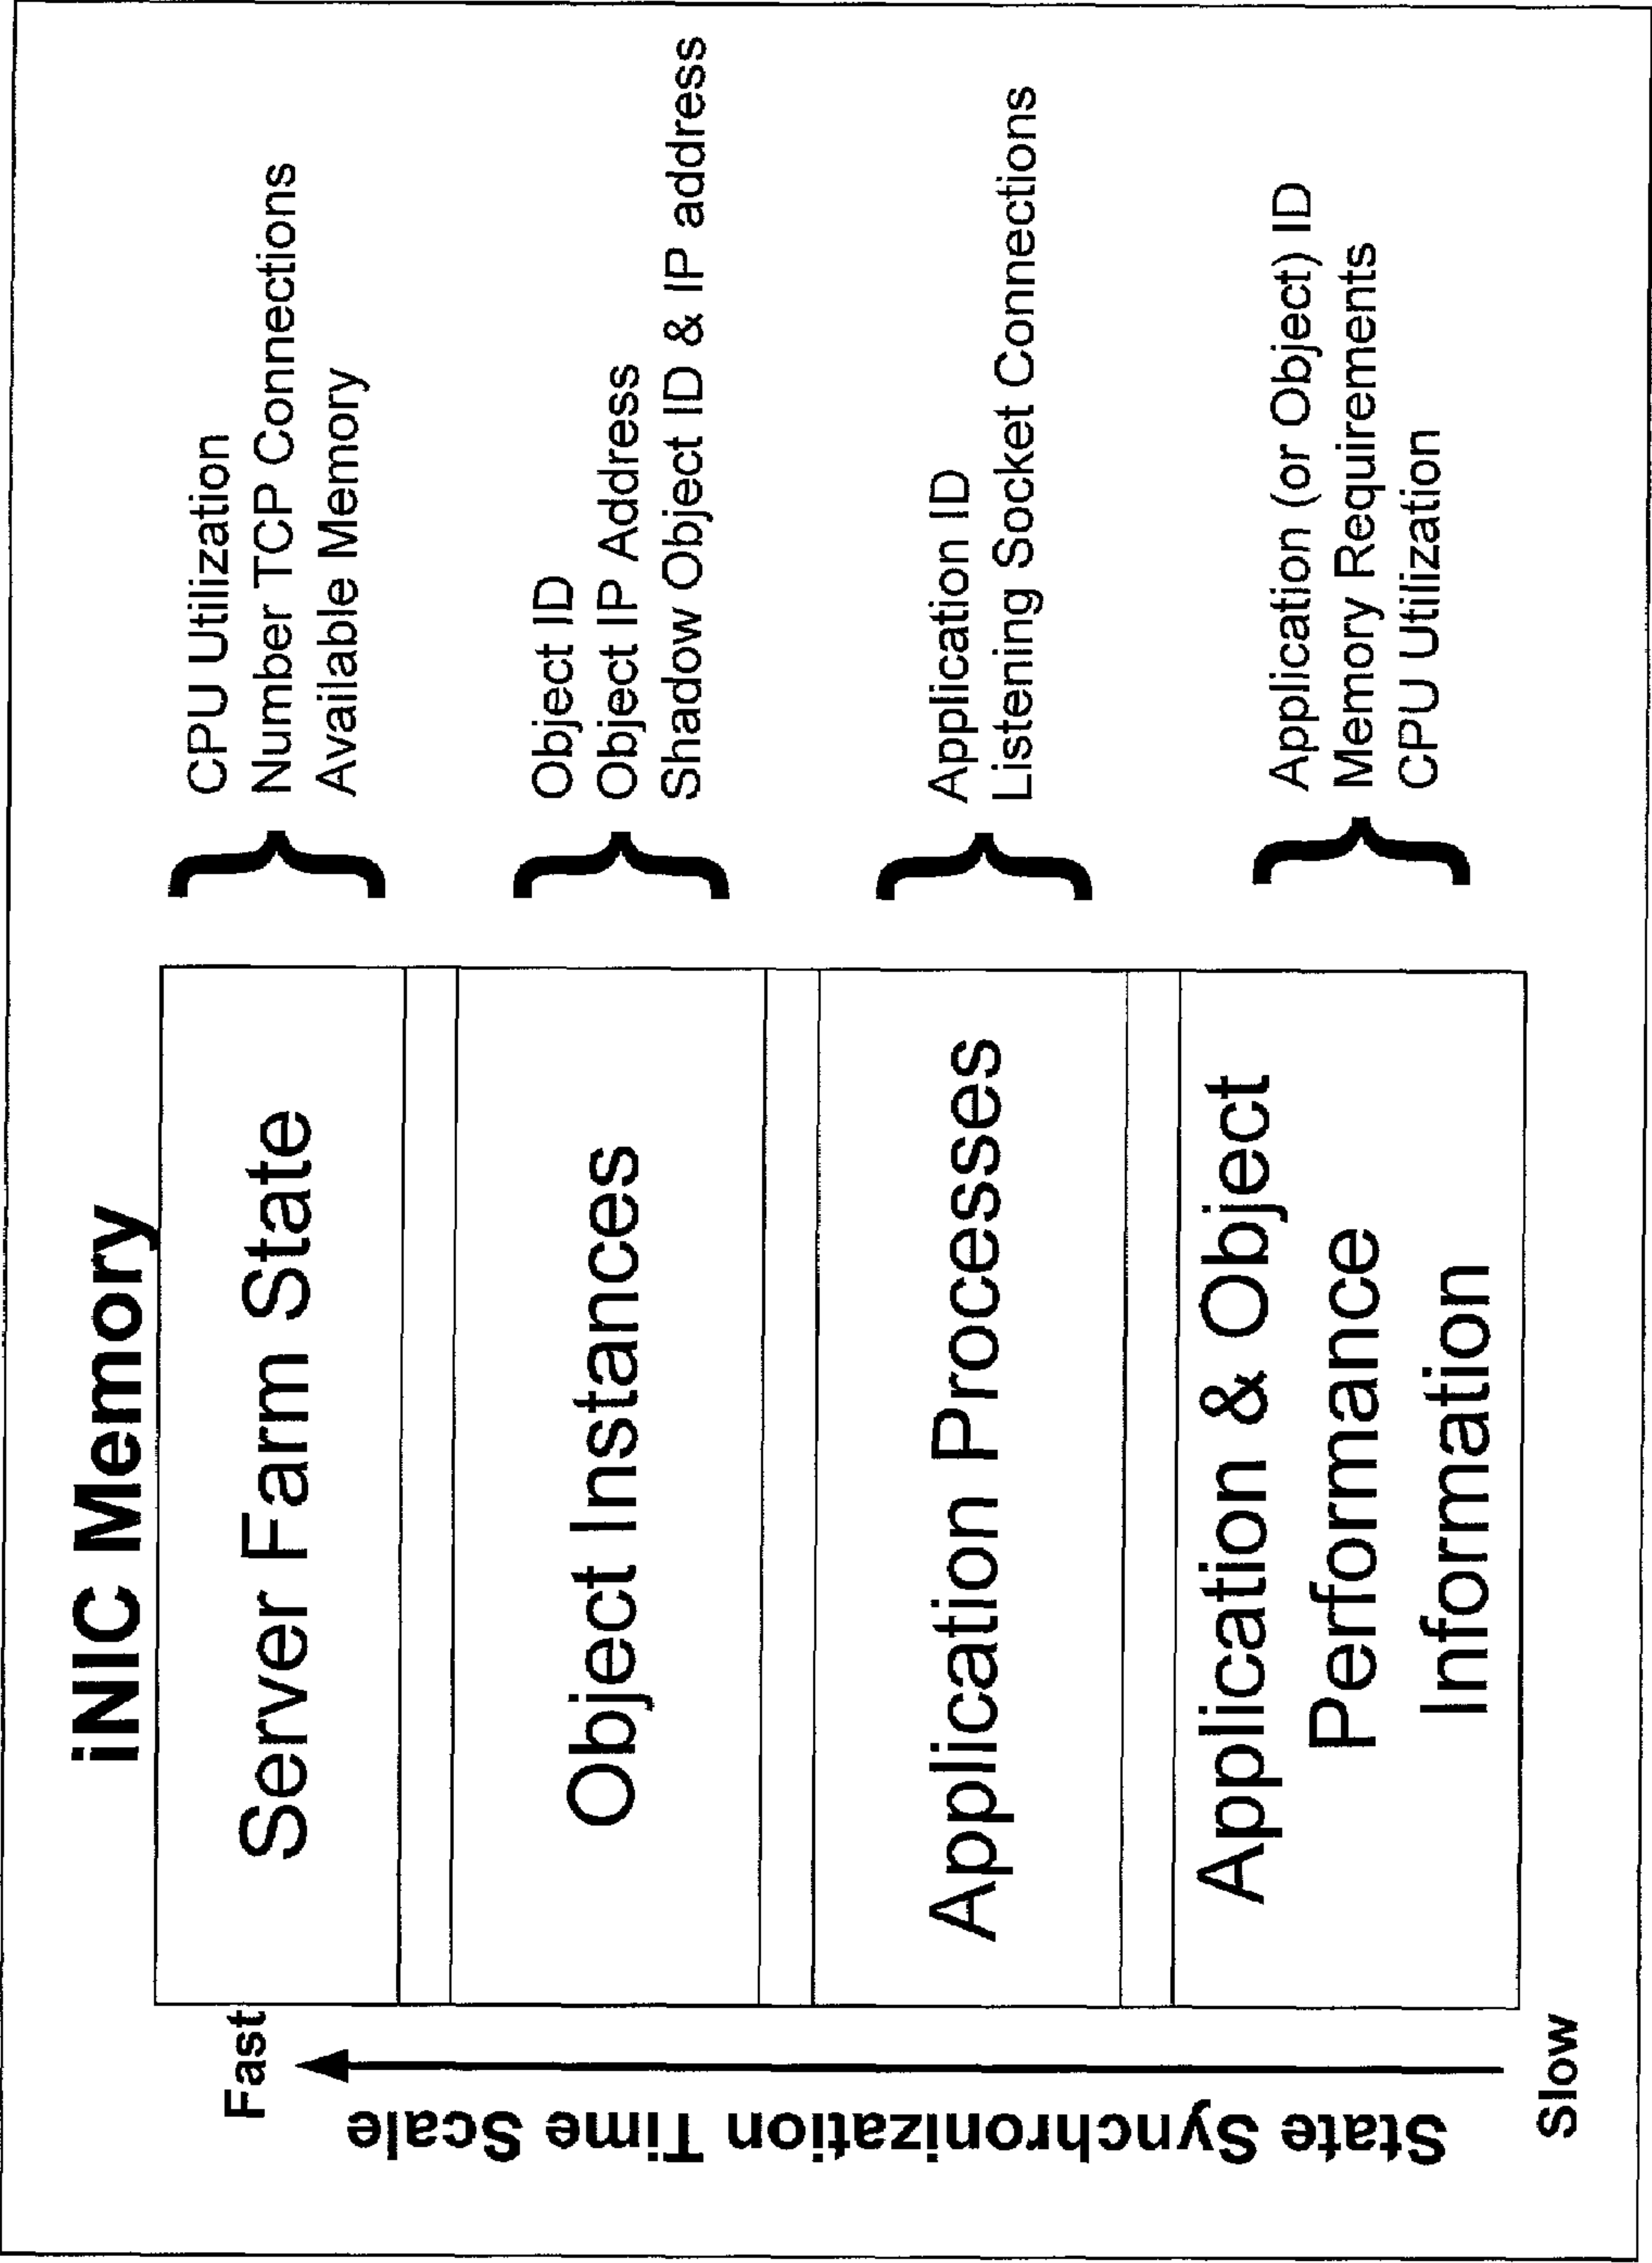 iNIC Memory
Fast
State Synchronization Time Scale
Slow
Server Farm State
CPU Utilization
Number TCP Connections
Available Memory
Object Instances
Object ID
Object IP Address
Shadow Object ID & IP address
Application Processes
Application ID
Listening Socket Connections
Application & Object
Performance
Information
Application (or Object) ID
Memory Requirements
CPU Utilization